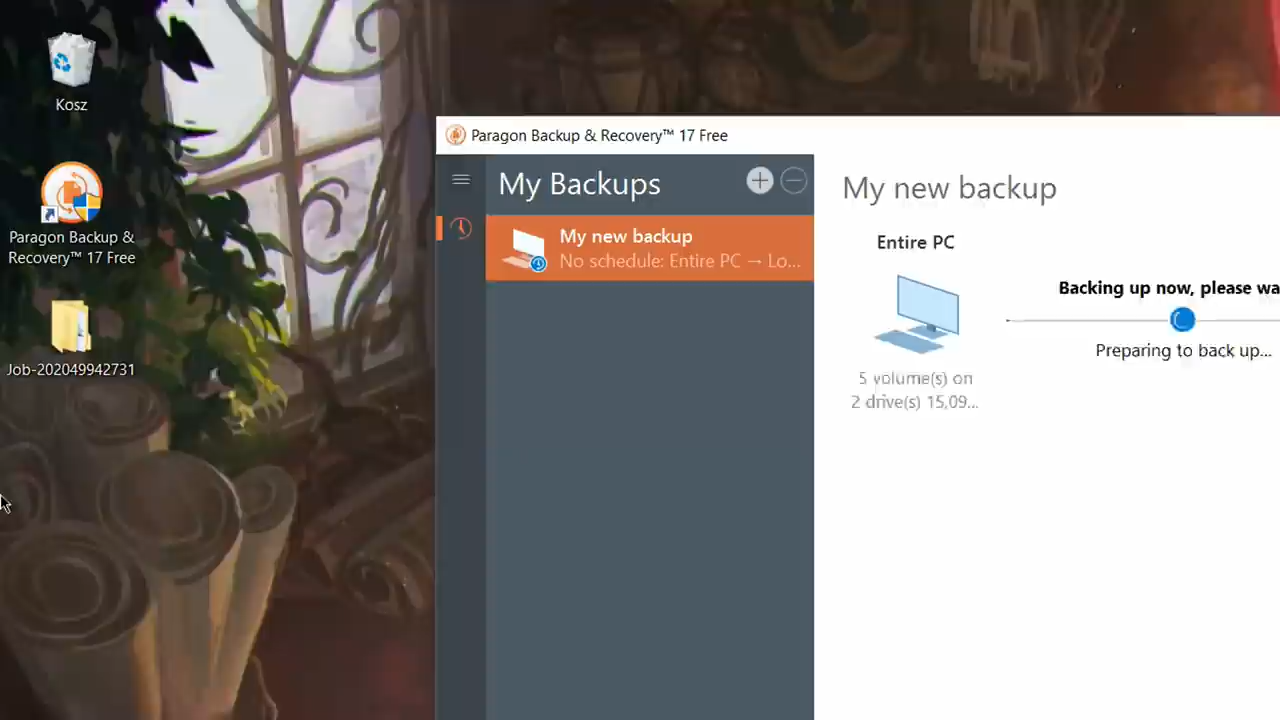 Kosz
Paragon Backup &
Recovery™ 17 Free
Job-202049942731
Paragon Backup & Recovery™ 17 Free
My Backups
My new backup
No schedule: Entire PC → Lo...
My new backup
Entire PC
5 volume(s) on
2 drive(s) 15,09...
Backing up now, please wa
Preparing to back up...